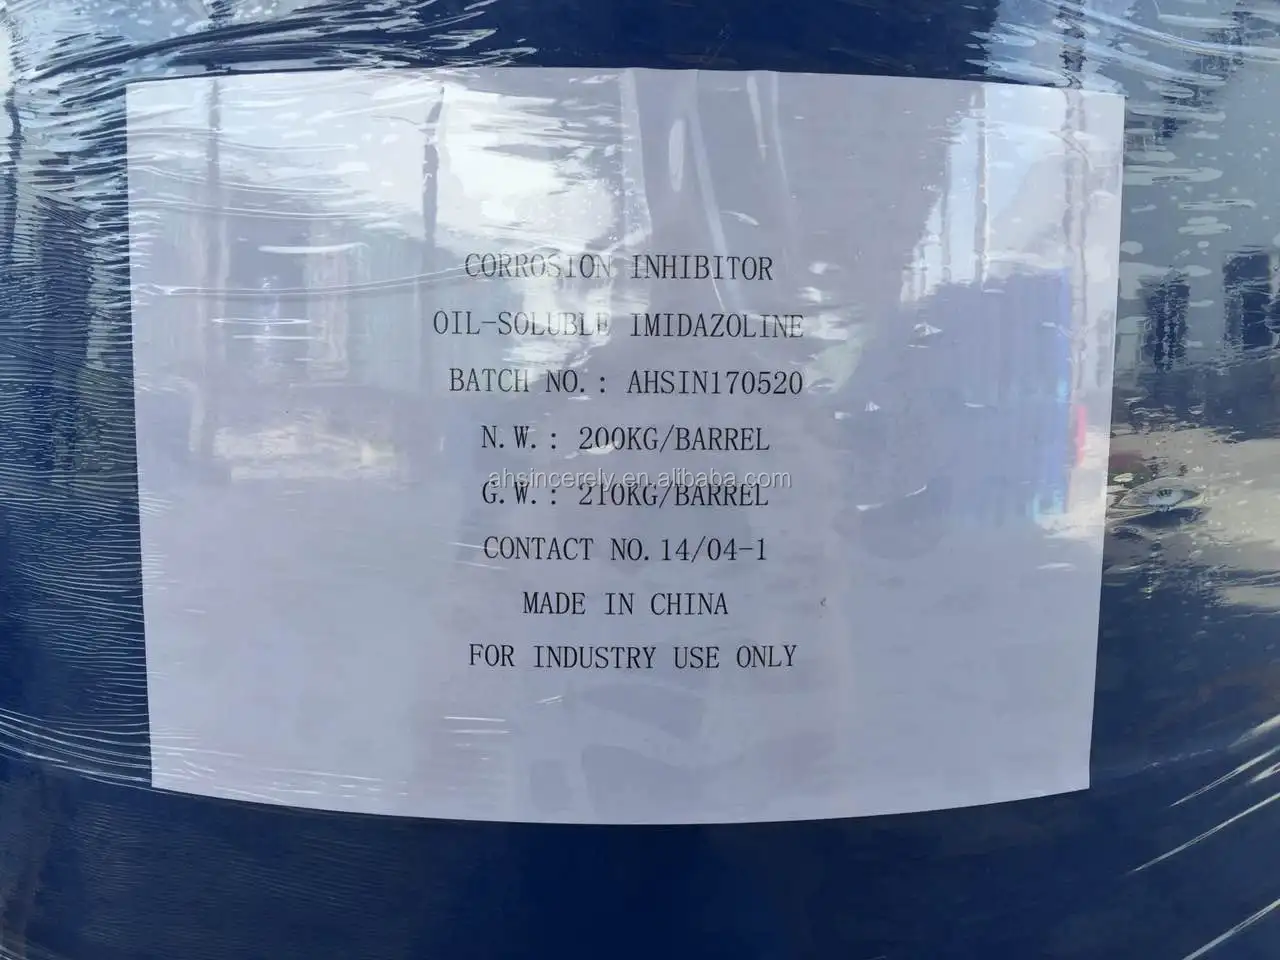 CORROSION INHIBITOR
OIL-SOLUBLE IMIDAZOLINE
BATCH NO.: AHSIN170520
N.W.: 200KG/BARREL
ahsincerely.en.alibaba.com
G.W.: 210KG/BARREL
CONTACT NO.14/04-1
MADE IN CHINA
FOR INDUSTRY USE ONLY